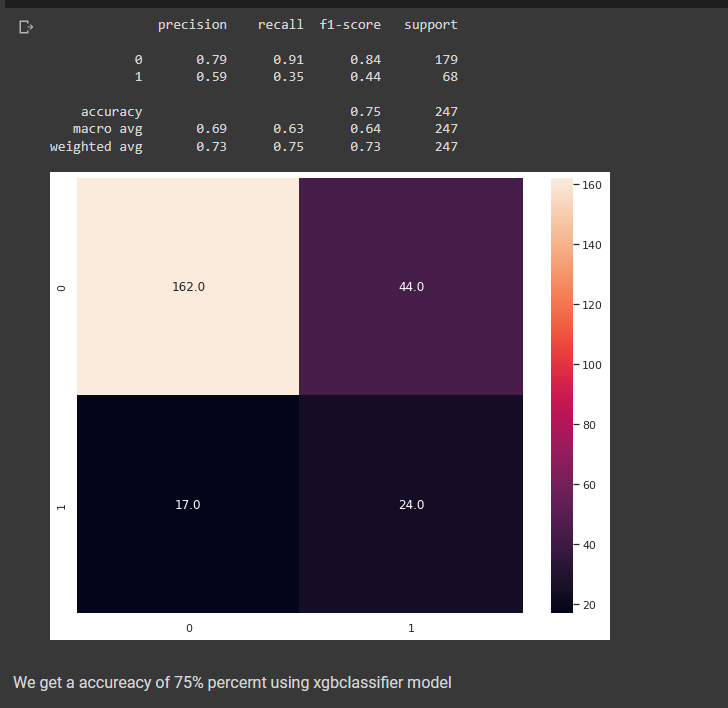 precision recall f1-score support
0 0.79 0.91 0.84 179
1 0.59 0.35 0.44 68
accuracy 0.75 247
macro avg 0.69 0.63 0.64 247
weighted avg 0.73 0.75 0.73 247
160
0 162.0 44.0
140
120
100
80
60
1 17.0 24.0
40
20
0 1
We get a accureacy of 75% percernt using xgbclassifier model